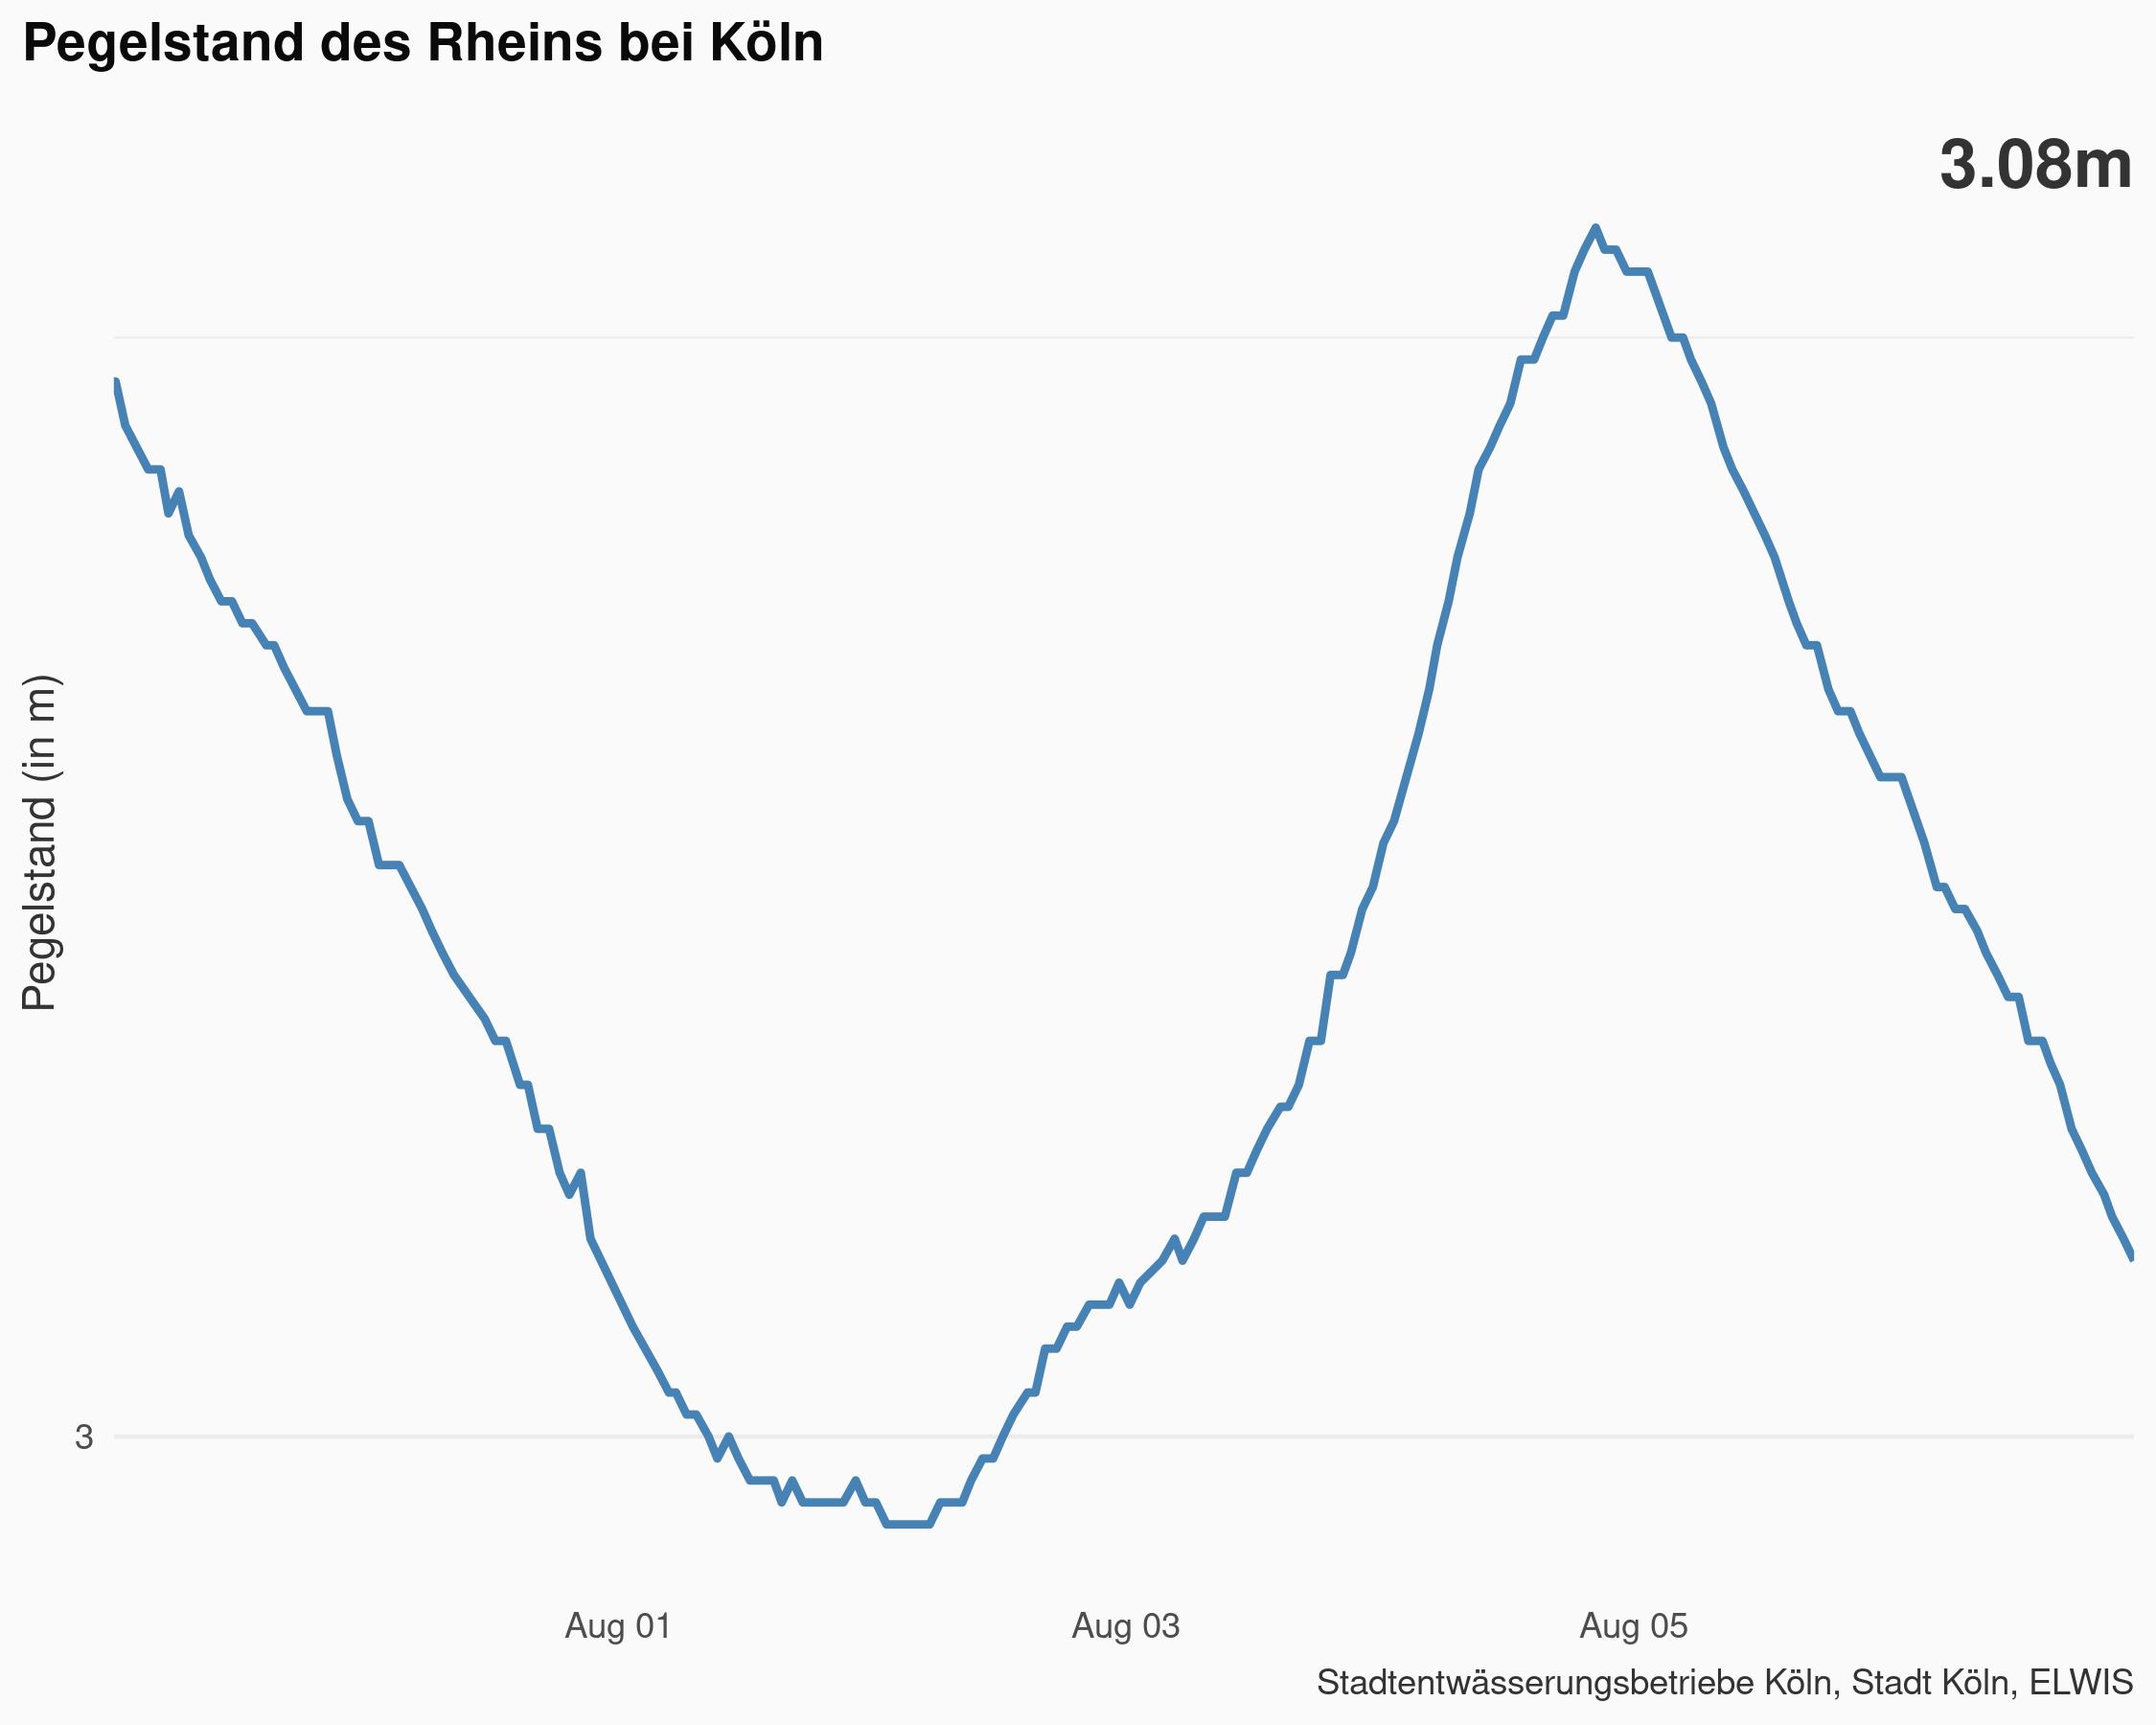 Pegelstand des Rheins bei Köln
3.08m
Pegelstand (in m)
3
Aug 01
Aug 03
Aug 05
Stadtentwässerungsbetriebe Köln, Stadt Köln, ELWIS